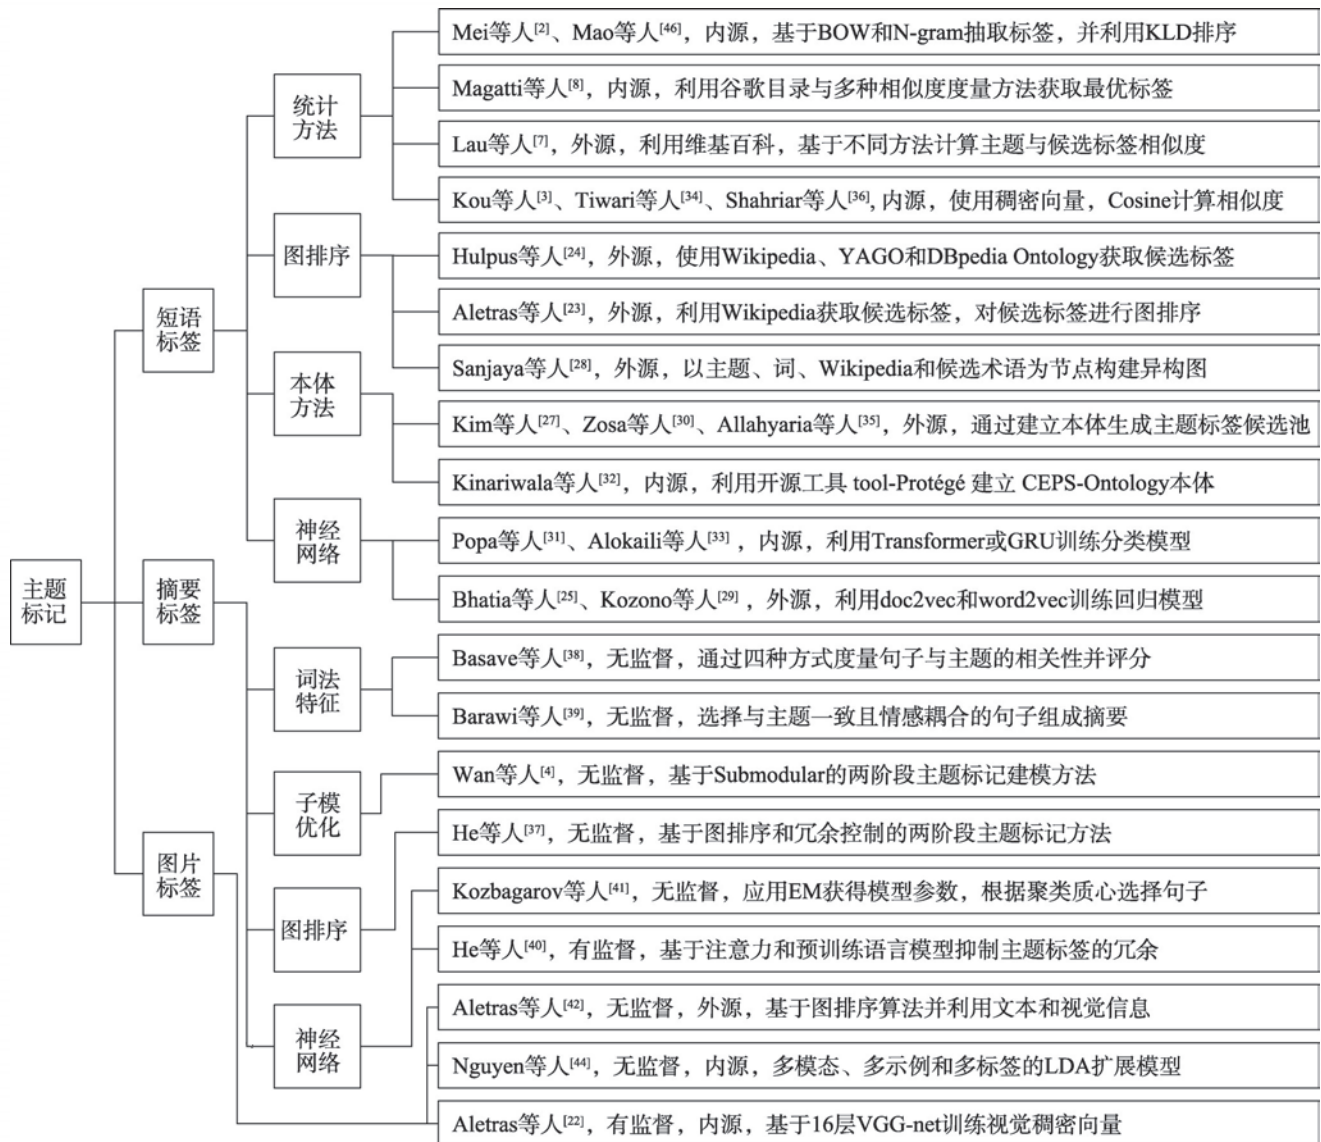 主题
标记
短语
标签
摘要
标签
图片
标签
统计
方法
图排序
本体
方法
神经
网络
词法
特征
子模
优化
图排序
神经
网络
Mei等人[2]、Mao等人[46]，内源，基于BOW和N-gram抽取标签，并利用KLD排序
Magatti等人[8]，内源，利用谷歌目录与多种相似度度量方法获取最优标签
Lau等人[7]，外源，利用维基百科，基于不同方法计算主题与候选标签相似度
Kou等人[3]、Tiwari等人[34]、Shahriar等人[36], 内源，使用稠密向量，Cosine计算相似度
Hulpus等人[24]，外源，使用Wikipedia、YAGO和DBpedia Ontology获取候选标签
Aletras等人[23]，外源，利用Wikipedia获取候选标签，对候选标签进行图排序
Sanjaya等人[28]，外源，以主题、词、Wikipedia和候选术语为节点构建异构图
Kim等人[27]、Zosa等人[30]、Allahyaria等人[35]，外源，通过建立本体生成主题标签候选池
Kinariwala等人[32]，内源，利用开源工具 tool-Protégé 建立 CEPS-Ontology本体
Popa等人[31]、Alokaili等人[33]，内源，利用Transformer或GRU训练分类模型
Bhatia等人[25]、Kozono等人[29]，外源，利用doc2vec和word2vec训练回归模型
Basave等人[38]，无监督，通过四种方式度量句子与主题的相关性并评分
Barawi等人[39]，无监督，选择与主题一致且情感耦合的句子组成摘要
Wan等人[4]，无监督，基于Submodular的两阶段主题标记建模方法
He等人[37]，无监督，基于图排序和冗余控制的两阶段主题标记方法
Kozbagarov等人[41]，无监督，应用EM获得模型参数，根据聚类质心选择句子
He等人[40]，有监督，基于注意力和预训练语言模型抑制主题标签的冗余
Aletras等人[42]，无监督，外源，基于图排序算法并利用文本和视觉信息
Nguyen等人[44]，无监督，内源，多模态、多示例和多标签的LDA扩展模型
Aletras等人[22]，有监督，内源，基于16层VGG-net训练视觉稠密向量